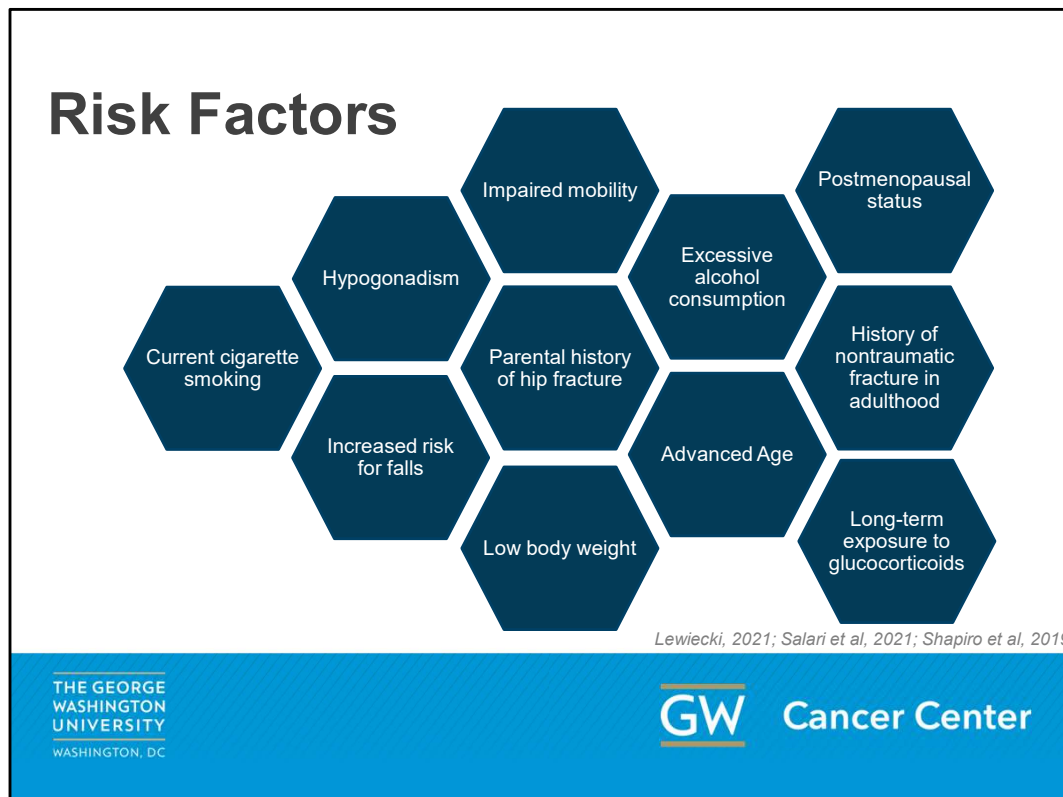 Risk Factors
Impaired mobility
Postmenopausal
status
Hypogonadism
Excessive
alcohol
consumption
Current cigarette
smoking
Parental history
of hip fracture
History of
nontraumatic
fracture in
adulthood
Increased risk
for falls
Advanced Age
Low body weight
Long-term
exposure to
glucocorticoids
Lewiecki, 2021; Salari et al, 2021; Shapiro et al, 2019
THE GEORGE
WASHINGTON
UNIVERSITY
WASHINGTON, DC
GW Cancer Center